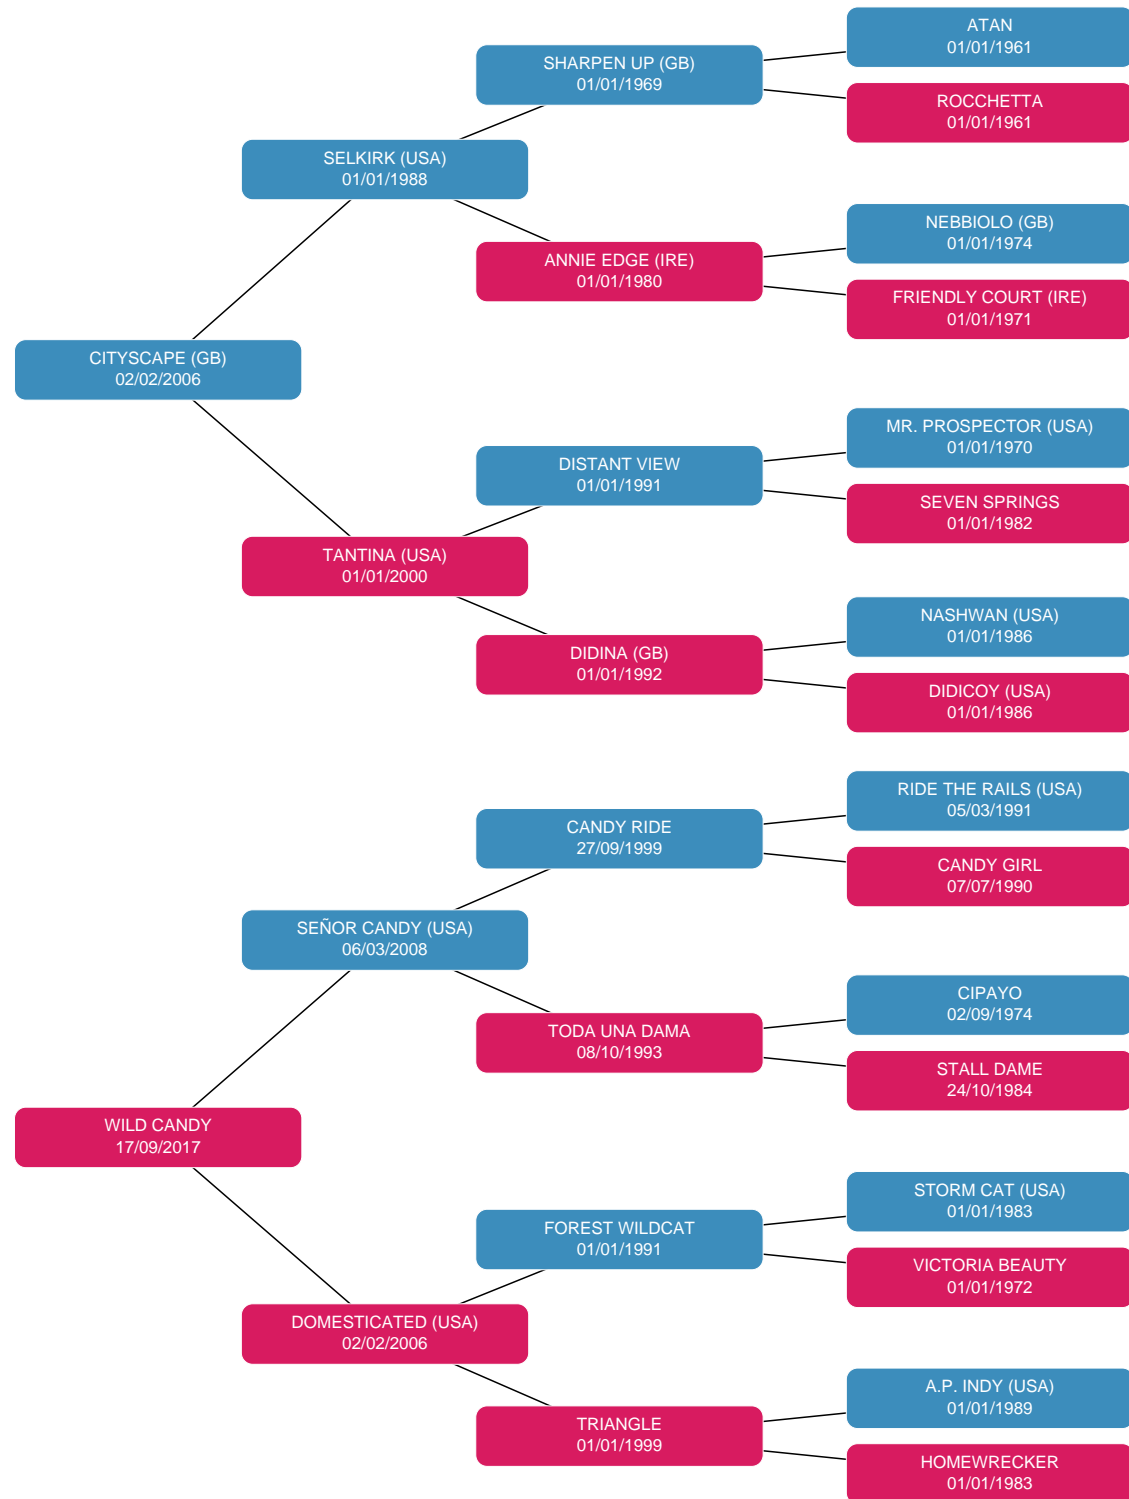 ATAN
01/01/1961
SHARPEN UP (GB)
01/01/1969
ROCCHETTA
01/01/1961
SELKIRK (USA)
01/01/1988
NEBBIOLO (GB)
01/01/1974
ANNIE EDGE (IRE)
01/01/1980
FRIENDLY COURT (IRE)
01/01/1971
CITYSCAPE (GB)
02/02/2006
MR. PROSPECTOR (USA)
01/01/1970
DISTANT VIEW
01/01/1991
SEVEN SPRINGS
01/01/1982
TANTINA (USA)
01/01/2000
NASHWAN (USA)
01/01/1986
DIDINA (GB)
01/01/1992
DIDICOY (USA)
01/01/1986
RIDE THE RAILS (USA)
05/03/1991
CANDY RIDE
27/09/1999
CANDY GIRL
07/07/1990
SEÑOR CANDY (USA)
06/03/2008
CIPAYO
02/09/1974
TODA UNA DAMA
08/10/1993
STALL DAME
24/10/1984
WILD CANDY
17/09/2017
STORM CAT (USA)
01/01/1983
FOREST WILDCAT
01/01/1991
VICTORIA BEAUTY
01/01/1972
DOMESTICATED (USA)
02/02/2006
A.P. INDY (USA)
01/01/1989
TRIANGLE
01/01/1999
HOMEWRECKER
01/01/1983